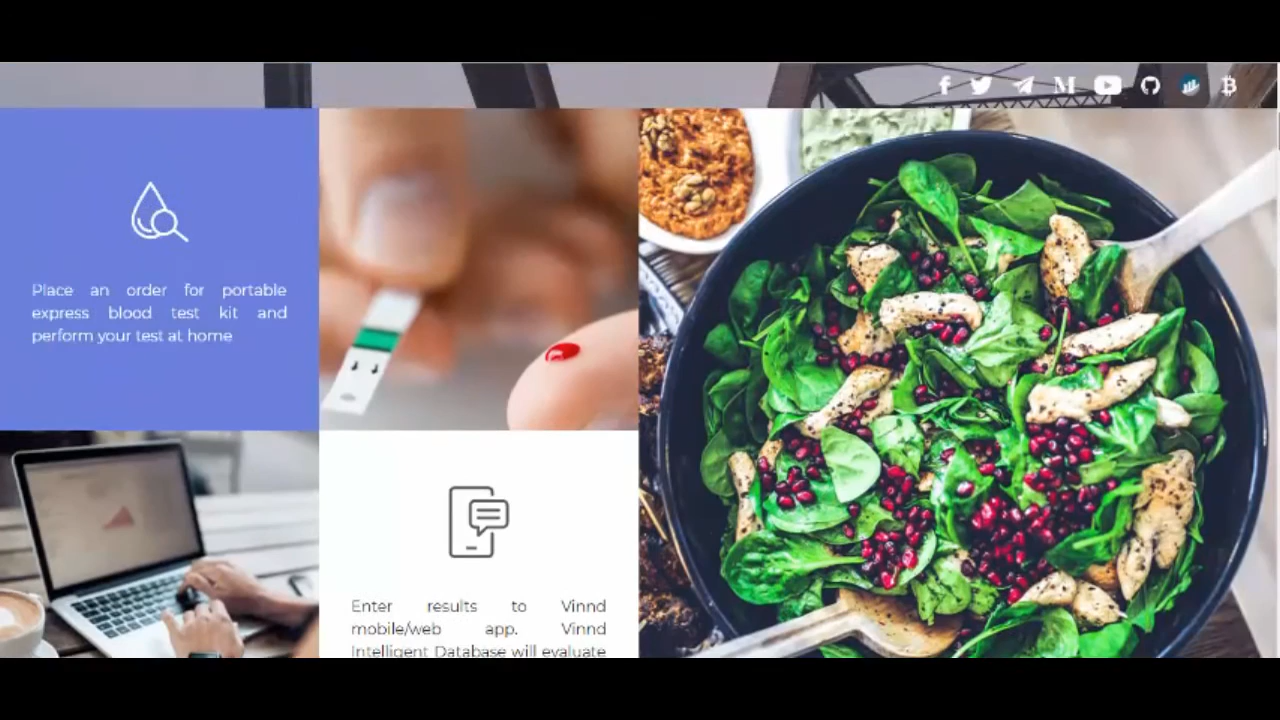 Place an order for portable
express blood test kit and
perform your test at home
Enter results to Vinnd
mobile/web app. Vinnd
Intelligent Database will evaluate